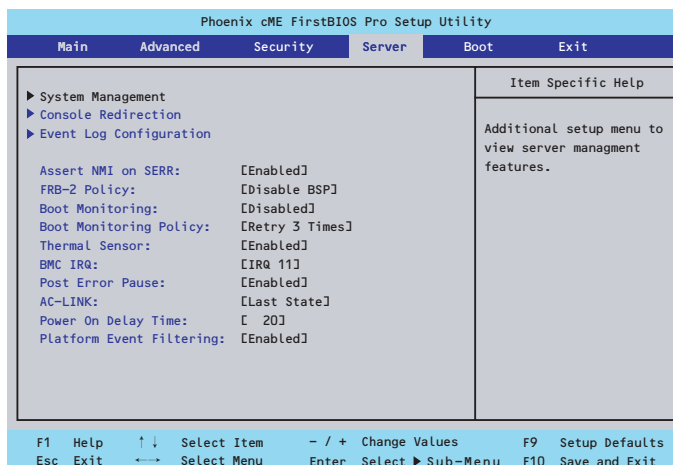 Phoenix cME FirstBIOS Pro Setup Utility
Main Advanced Security Server Boot Exit
▶ System Management
▶ Console Redirection
▶ Event Log Configuration
Assert NMI on SERR: [Enabled]
FRB-2 Policy: [Disable BSP]
Boot Monitoring: [Disabled]
Boot Monitoring Policy: [Retry 3 Times]
Thermal Sensor: [Enabled]
BMC IRQ: [IRQ 11]
Post Error Pause: [Enabled]
AC-LINK: [Last State]
Power On Delay Time: [ 20]
Platform Event Filtering: [Enabled]
Item Specific Help
Additional setup menu to
view server managment
features.
F1 Help ↑↓ Select Item - / + Change Values F9 Setup Defaults
Esc Exit ←→ Select Menu Enter Select ▶ Sub-Menu F10 Save and Exit